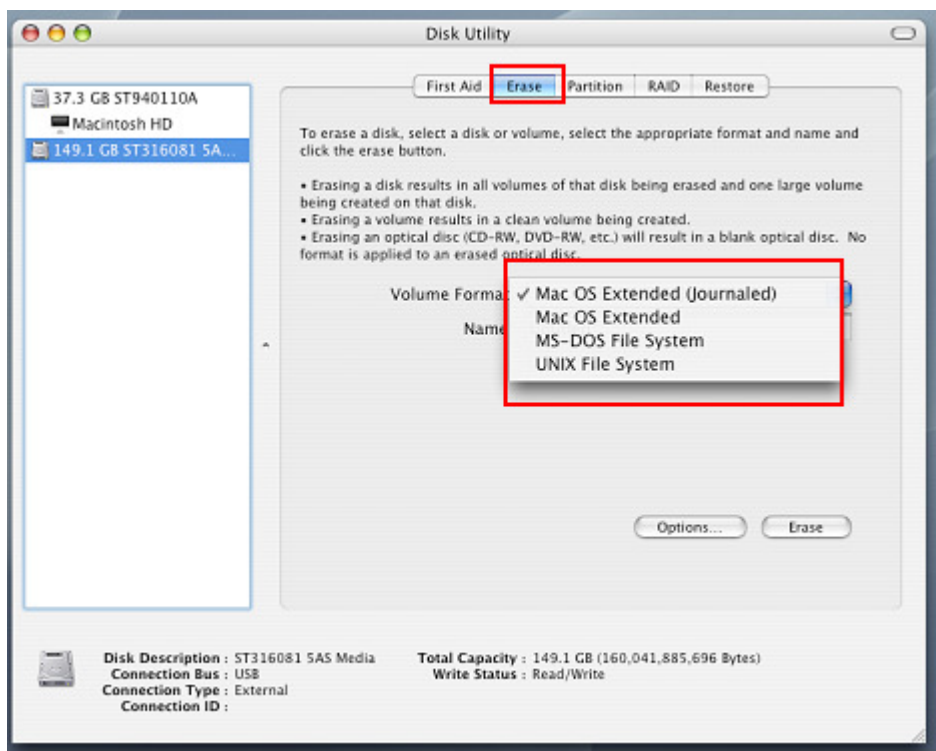 Disk Utility
First Aid Erase Partition RAID Restore
37.3 GB ST940110A
Macintosh HD
149.1 GB ST316081 5A...
To erase a disk, select a disk or volume, select the appropriate format and name and
click the erase button.
• Erasing a disk results in all volumes of that disk being erased and one large volume
being created on that disk.
• Erasing a volume results in a clean volume being created.
• Erasing an optical disc (CD-RW, DVD-RW, etc.) will result in a blank optical disc. No
format is applied to an erased optical disc.
Volume Format ✓ Mac OS Extended (Journaled)
Mac OS Extended
Name
MS-DOS File System
UNIX File System
Options... Erase
Disk Description : ST316081 5AS Media
Connection Bus : USB
Connection Type : External
Connection ID :
Total Capacity : 149.1 GB (160,041,885,696 Bytes)
Write Status : Read/Write